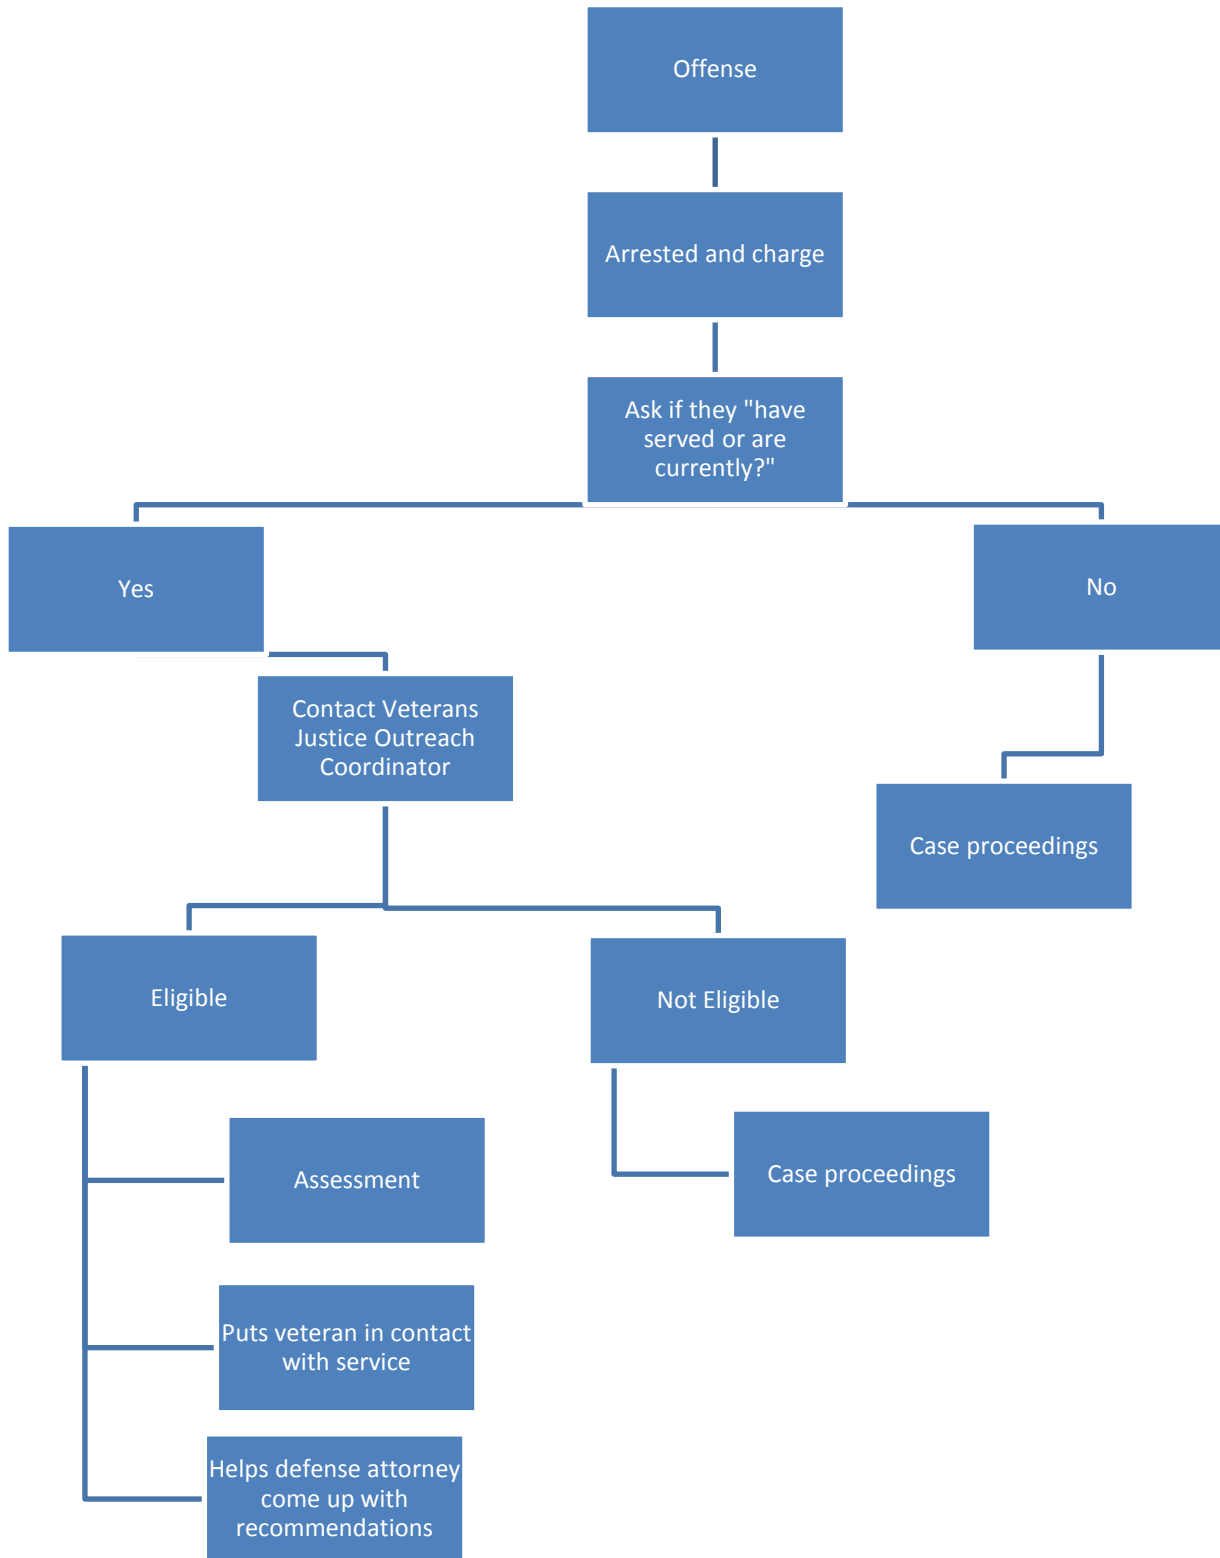 Offense
Arrested and charge
Ask if they "have
served or are
currently?"
Yes
No
Contact Veterans
Justice Outreach
Coordinator
Case proceedings
Eligible
Not Eligible
Assessment
Case proceedings
Puts veteran in contact
with service
Helps defense attorney
come up with
recommendations